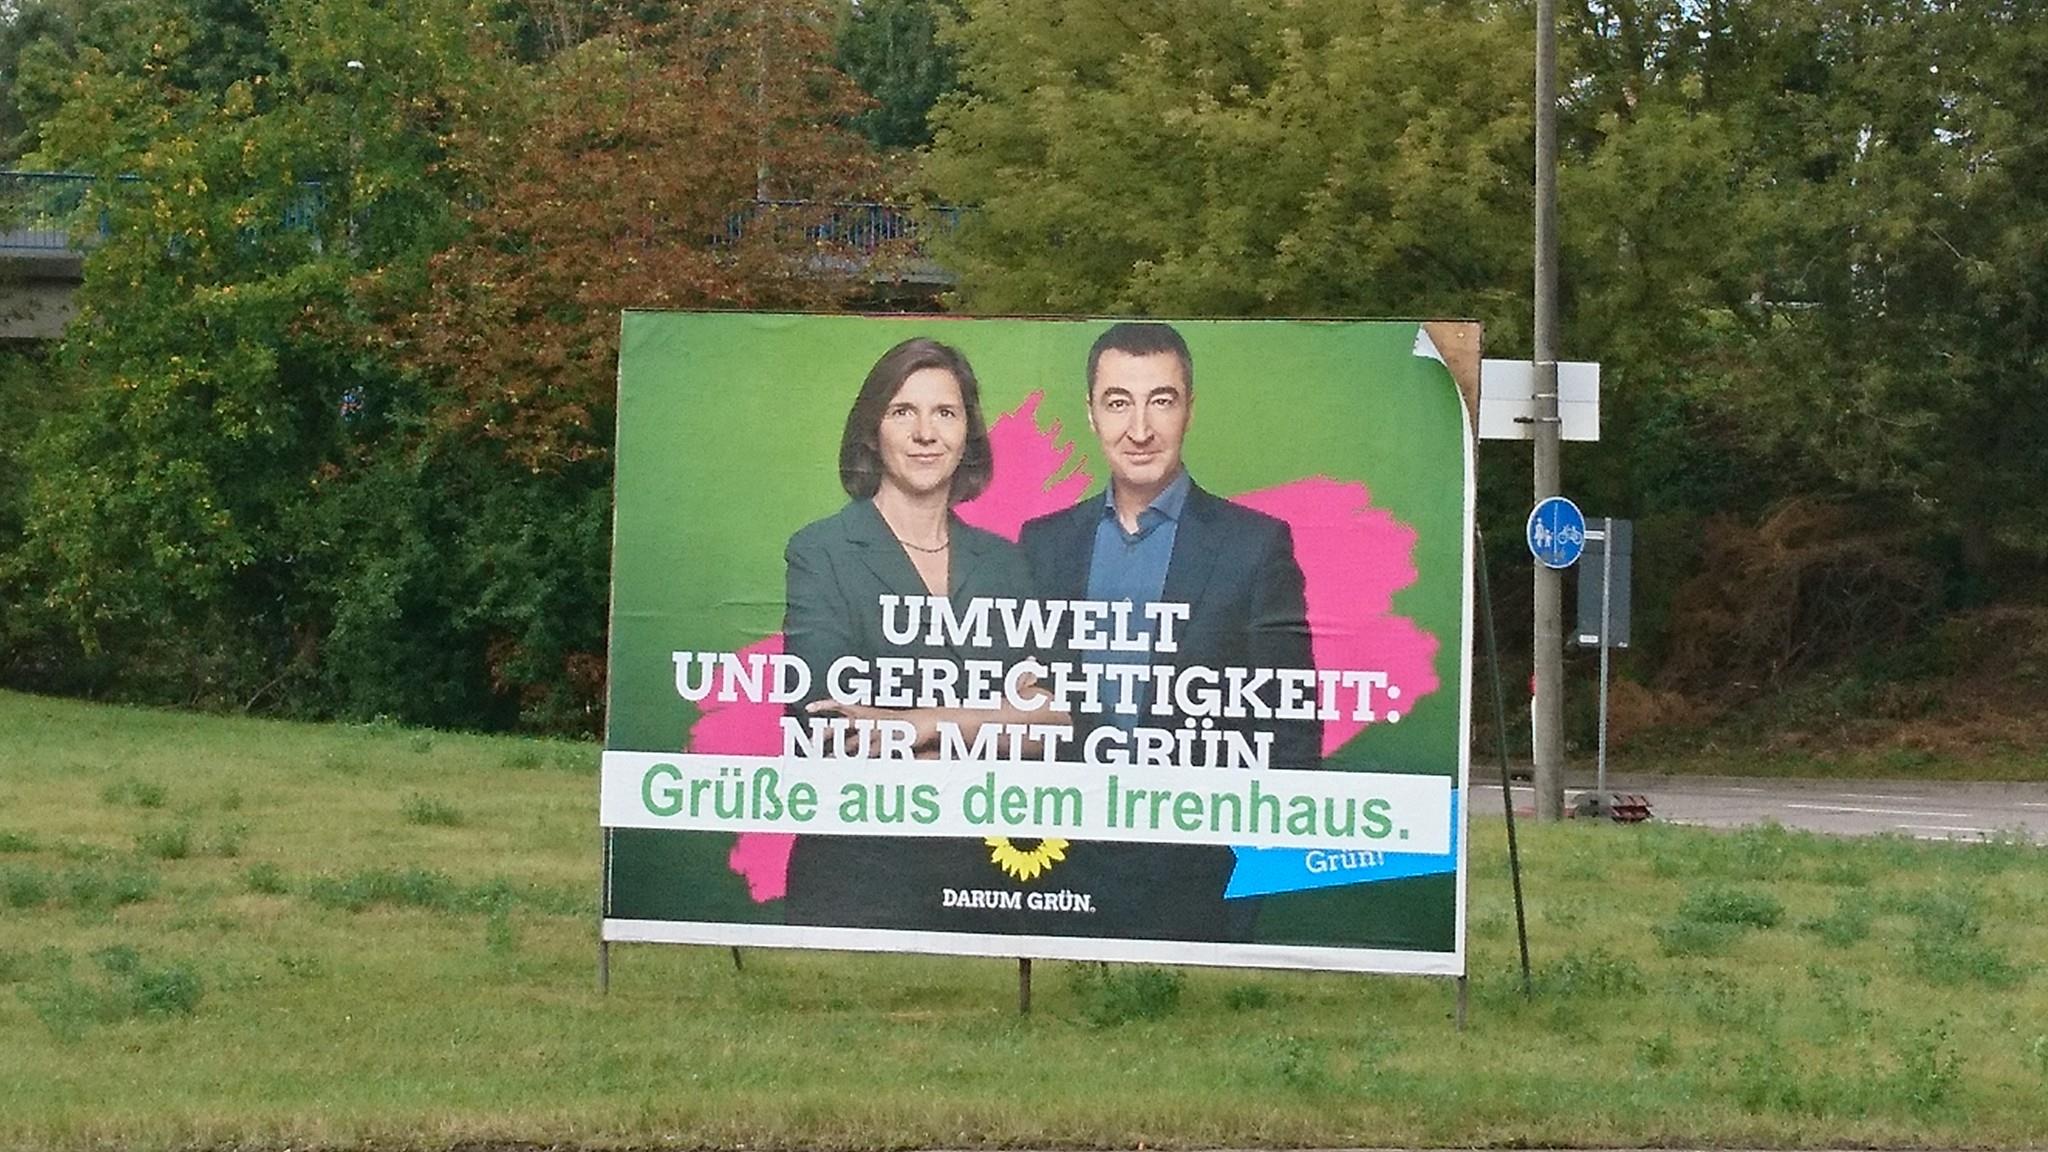 UMWELT
UND GERECHTIGKEIT:
NUR MIT GRÜN
Grüße aus dem Irrenhaus.
Grün!
DARUM GRÜN.